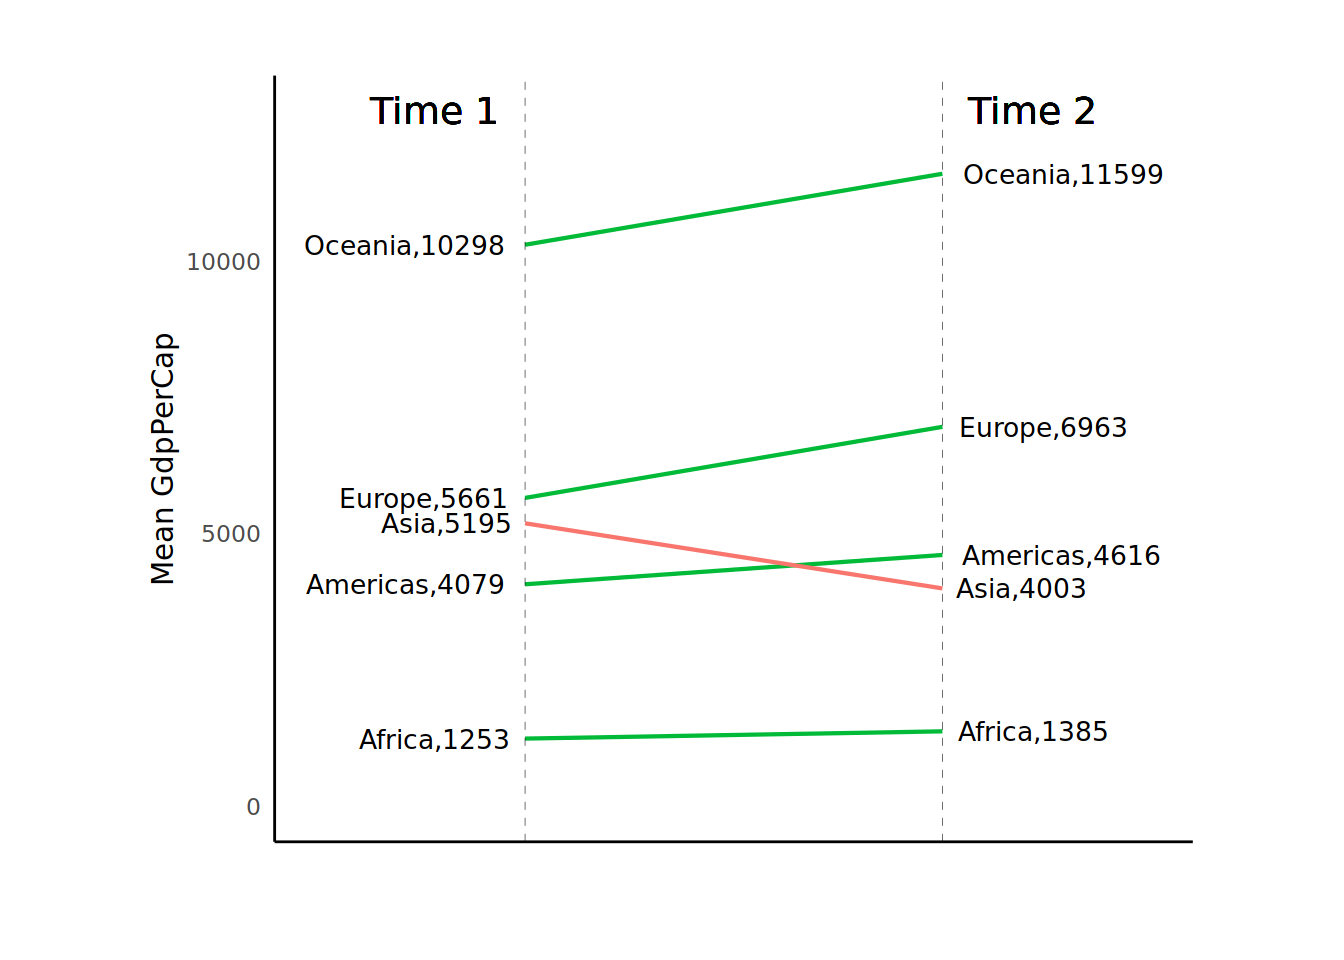 Time 1
Time 2
Oceania,11599
Oceania,10298
10000
Mean GdpPerCap
Europe,6963
Europe,5661
Asia,5195
5000
Americas,4616
Americas,4079
Asia,4003
Africa,1385
Africa,1253
0